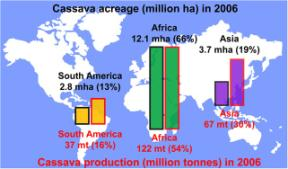 Cassava acreage (million ha) in 2006
Africa
12.1 mha (66%)
Asia
3.7 mha (19%)
South America
2.8 mha (13%)
South America
37 mt (16%)
Africa
122 mt (54%)
Asia
67 mt (30%)
Cassava production (million tonnes) in 2006